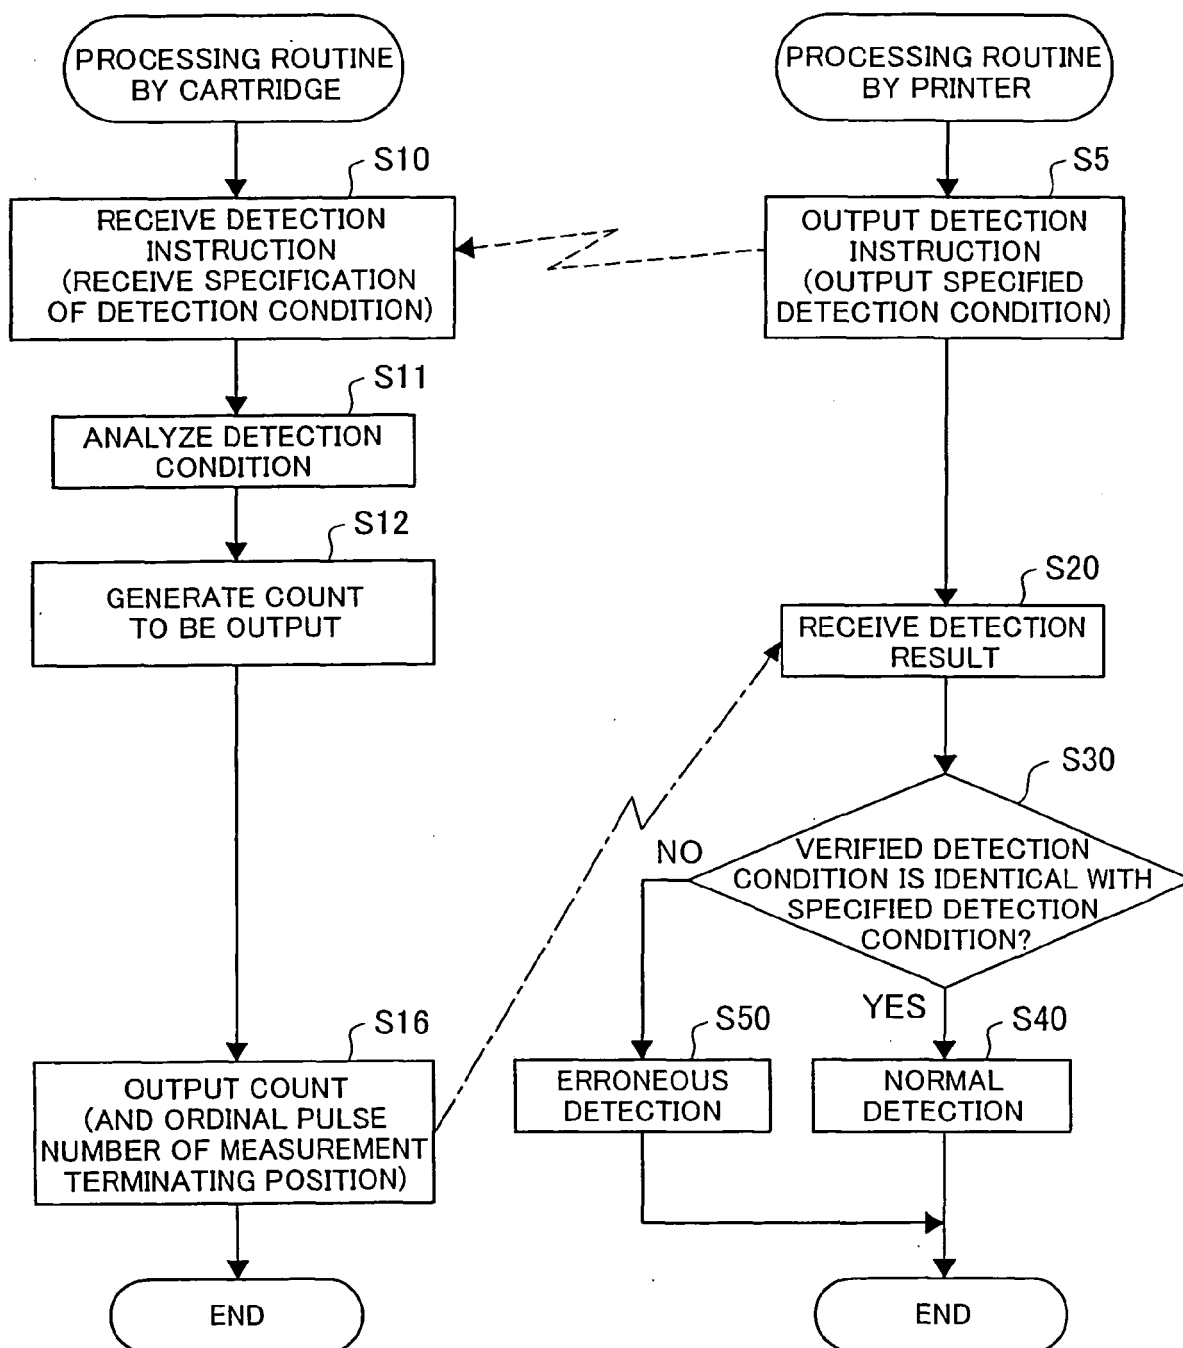 PROCESSING ROUTINE
BY CARTRIDGE
S10
RECEIVE DETECTION
INSTRUCTION
(RECEIVE SPECIFICATION
OF DETECTION CONDITION)
S11
ANALYZE DETECTION
CONDITION
S12
GENERATE COUNT
TO BE OUTPUT
S16
OUTPUT COUNT
(AND ORDINAL PULSE
NUMBER OF MEASUREMENT
TERMINATING POSITION)
END
PROCESSING ROUTINE
BY PRINTER
S5
OUTPUT DETECTION
INSTRUCTION
(OUTPUT SPECIFIED
DETECTION CONDITION)
S20
RECEIVE DETECTION
RESULT
S30
VERIFIED DETECTION
CONDITION IS IDENTICAL WITH
SPECIFIED DETECTION
CONDITION?
NO
YES
S50
ERRONEOUS
DETECTION
S40
NORMAL
DETECTION
END